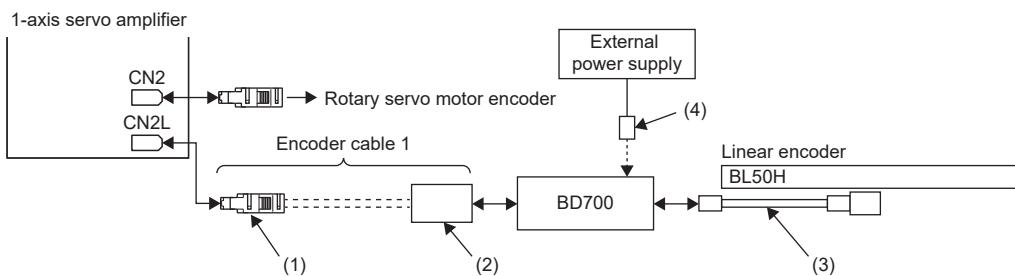 1-axis servo amplifier
CN2
Rotary servo motor encoder
CN2L
Encoder cable 1
External
power supply
(4)
Linear encoder
BL50H
BD700
(1)
(2)
(3)